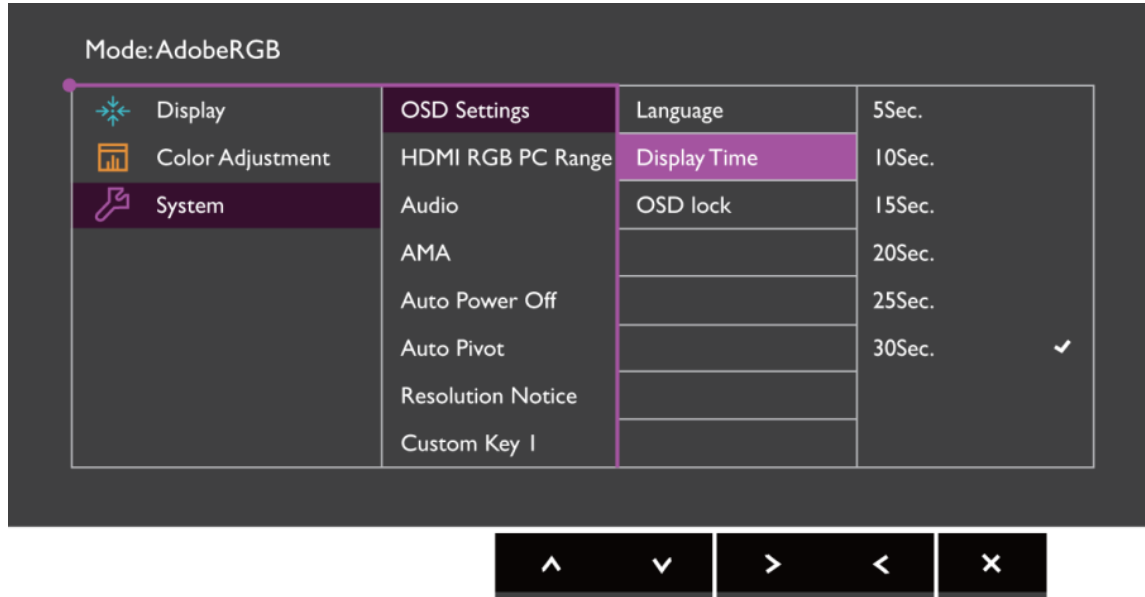 Mode:AdobeRGB
Display
Color Adjustment
System
OSD Settings
HDMI RGB PC Range
Audio
AMA
Auto Power Off
Auto Pivot
Resolution Notice
Custom Key 1
Language
Display Time
OSD lock
5Sec.
10Sec.
15Sec.
20Sec.
25Sec.
30Sec.